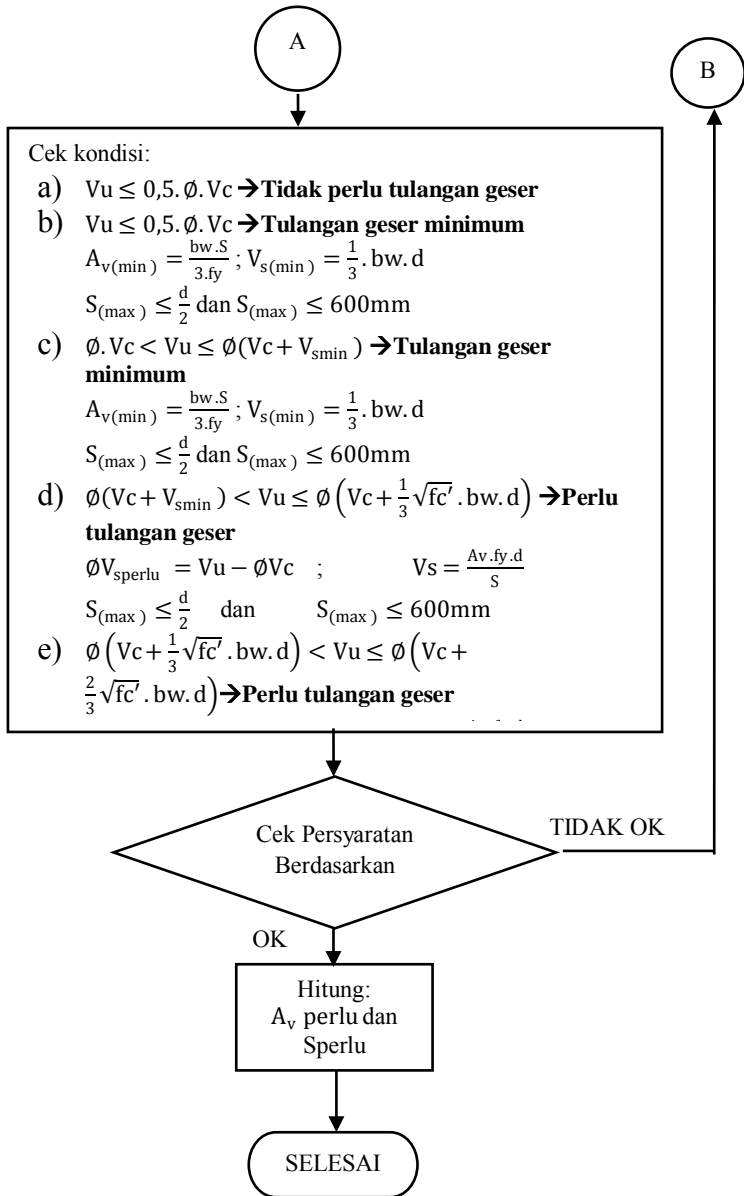 A
B
Cek kondisi:
a) Vu ≤ 0,5.Ø.Vc ➔Tidak perlu tulangan geser
b) Vu ≤ 0,5.Ø.Vc ➔Tulangan geser minimum
A_v(min) = bw.S/3.fy ; V_s(min) = 1/3 .bw.d
S_(max) ≤ d/2 dan S_(max) ≤ 600mm
c) Ø.Vc < Vu ≤ Ø(Vc + V_smin) ➔Tulangan geser
minimum
A_v(min) = bw.S/3.fy ; V_s(min) = 1/3 .bw.d
S_(max) ≤ d/2 dan S_(max) ≤ 600mm
d) Ø(Vc + V_smin) < Vu ≤ Ø(Vc + 1/3 √fc′ .bw.d) ➔Perlu
tulangan geser
ØV_sperlu = Vu − ØVc ; Vs = Av.fy.d/S
S_(max) ≤ d/2 dan S_(max) ≤ 600mm
e) Ø(Vc + 1/3 √fc′ .bw.d) < Vu ≤ Ø(Vc +
2/3 √fc′ .bw.d)➔Perlu tulangan geser
Cek Persyaratan
Berdasarkan
TIDAK OK
OK
Hitung:
A_v perlu dan
Sperlu
SELESAI